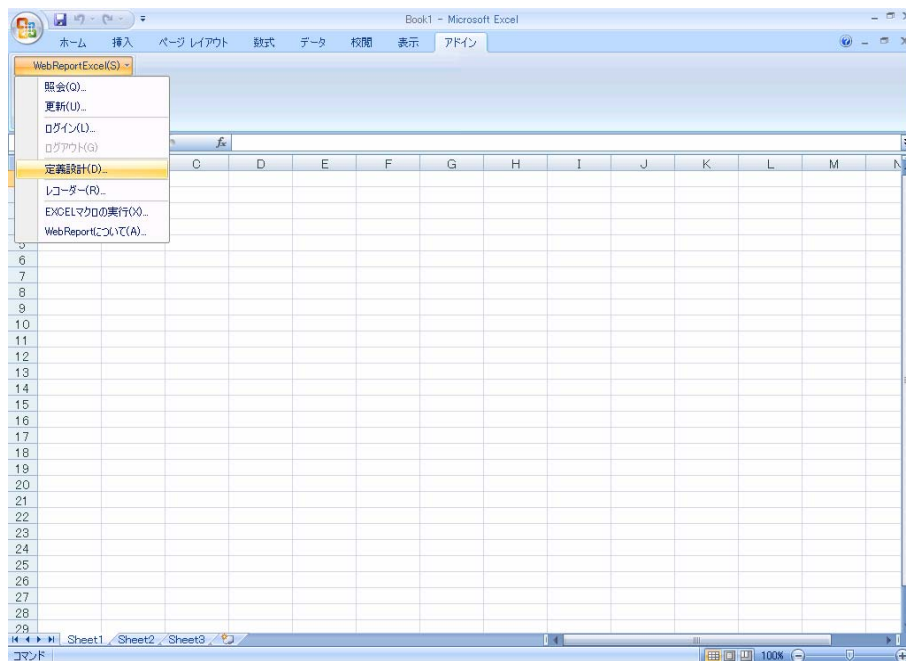 Book1 - Microsoft Excel
ホーム 挿入 ページ レイアウト 数式 データ 校閲 表示 アドイン
WebReportExcel(S)
照会(Q)...
更新(U)...
ログイン(L)...
ログアウト(G)
fx
定義設計(D)...
レコーダー(R)...
EXCELマクロの実行(X)...
WebReportについて(A)...
C D E F G H I J K L M N
5
6
7
8
9
10
11
12
13
14
15
16
17
18
19
20
21
22
23
24
25
26
27
28
29
Sheet1 Sheet2 Sheet3
コマンド 100%